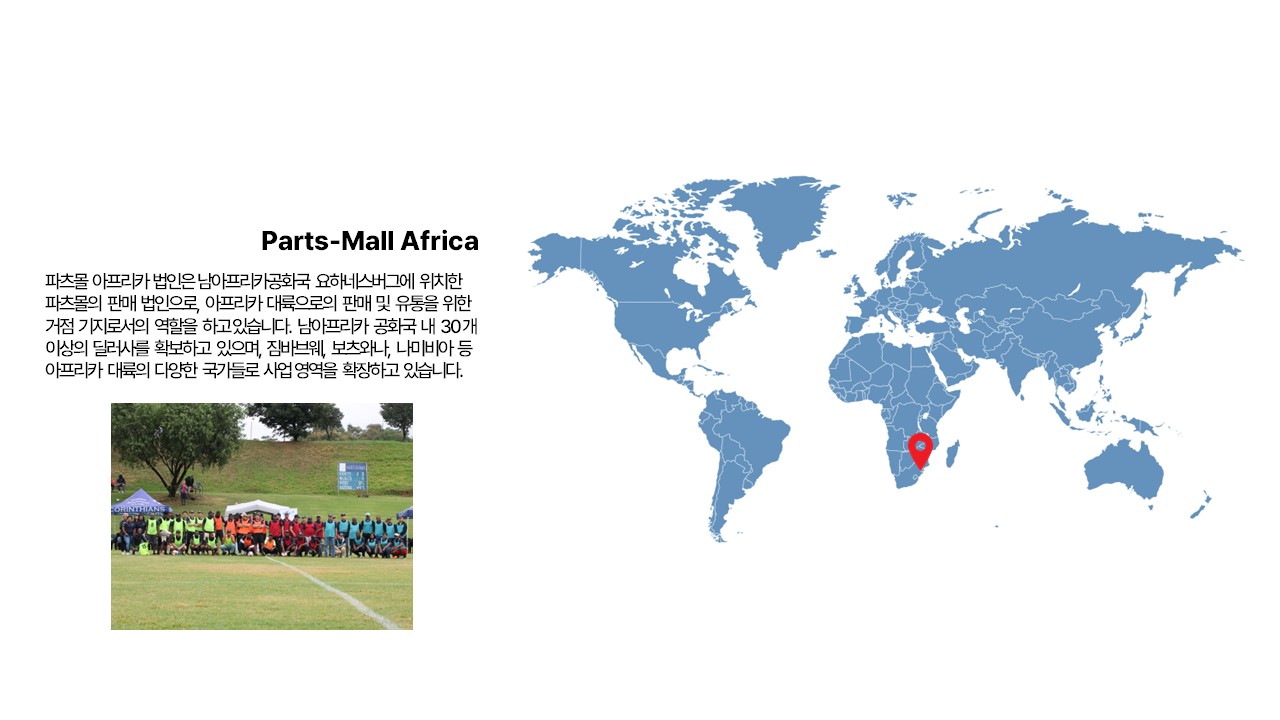 Parts-Mall Africa
파츠몰 아프리카 법인은 남아프리카공화국 요하네스버그에 위치한
파츠몰의 판매 법인으로, 아프리카 대륙으로의 판매 및 유통을 위한
거점 기지로서의 역할을 하고 있습니다. 남아프리카 공화국 내 30개
이상의 딜러사를 확보하고 있으며, 짐바브웨, 보츠와나, 나미비아 등
아프리카 대륙의 다양한 국가들로 사업 영역을 확장하고 있습니다.
CORINTHIANS